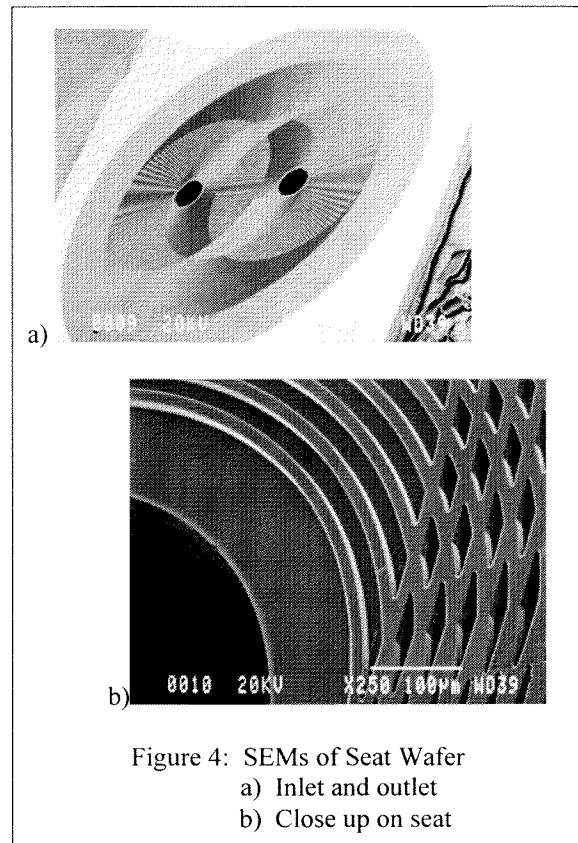 0009 20KV WD39
a)
0010 20KV X250 100µm WD39
b)
Figure 4: SEMs of Seat Wafer
a) Inlet and outlet
b) Close up on seat